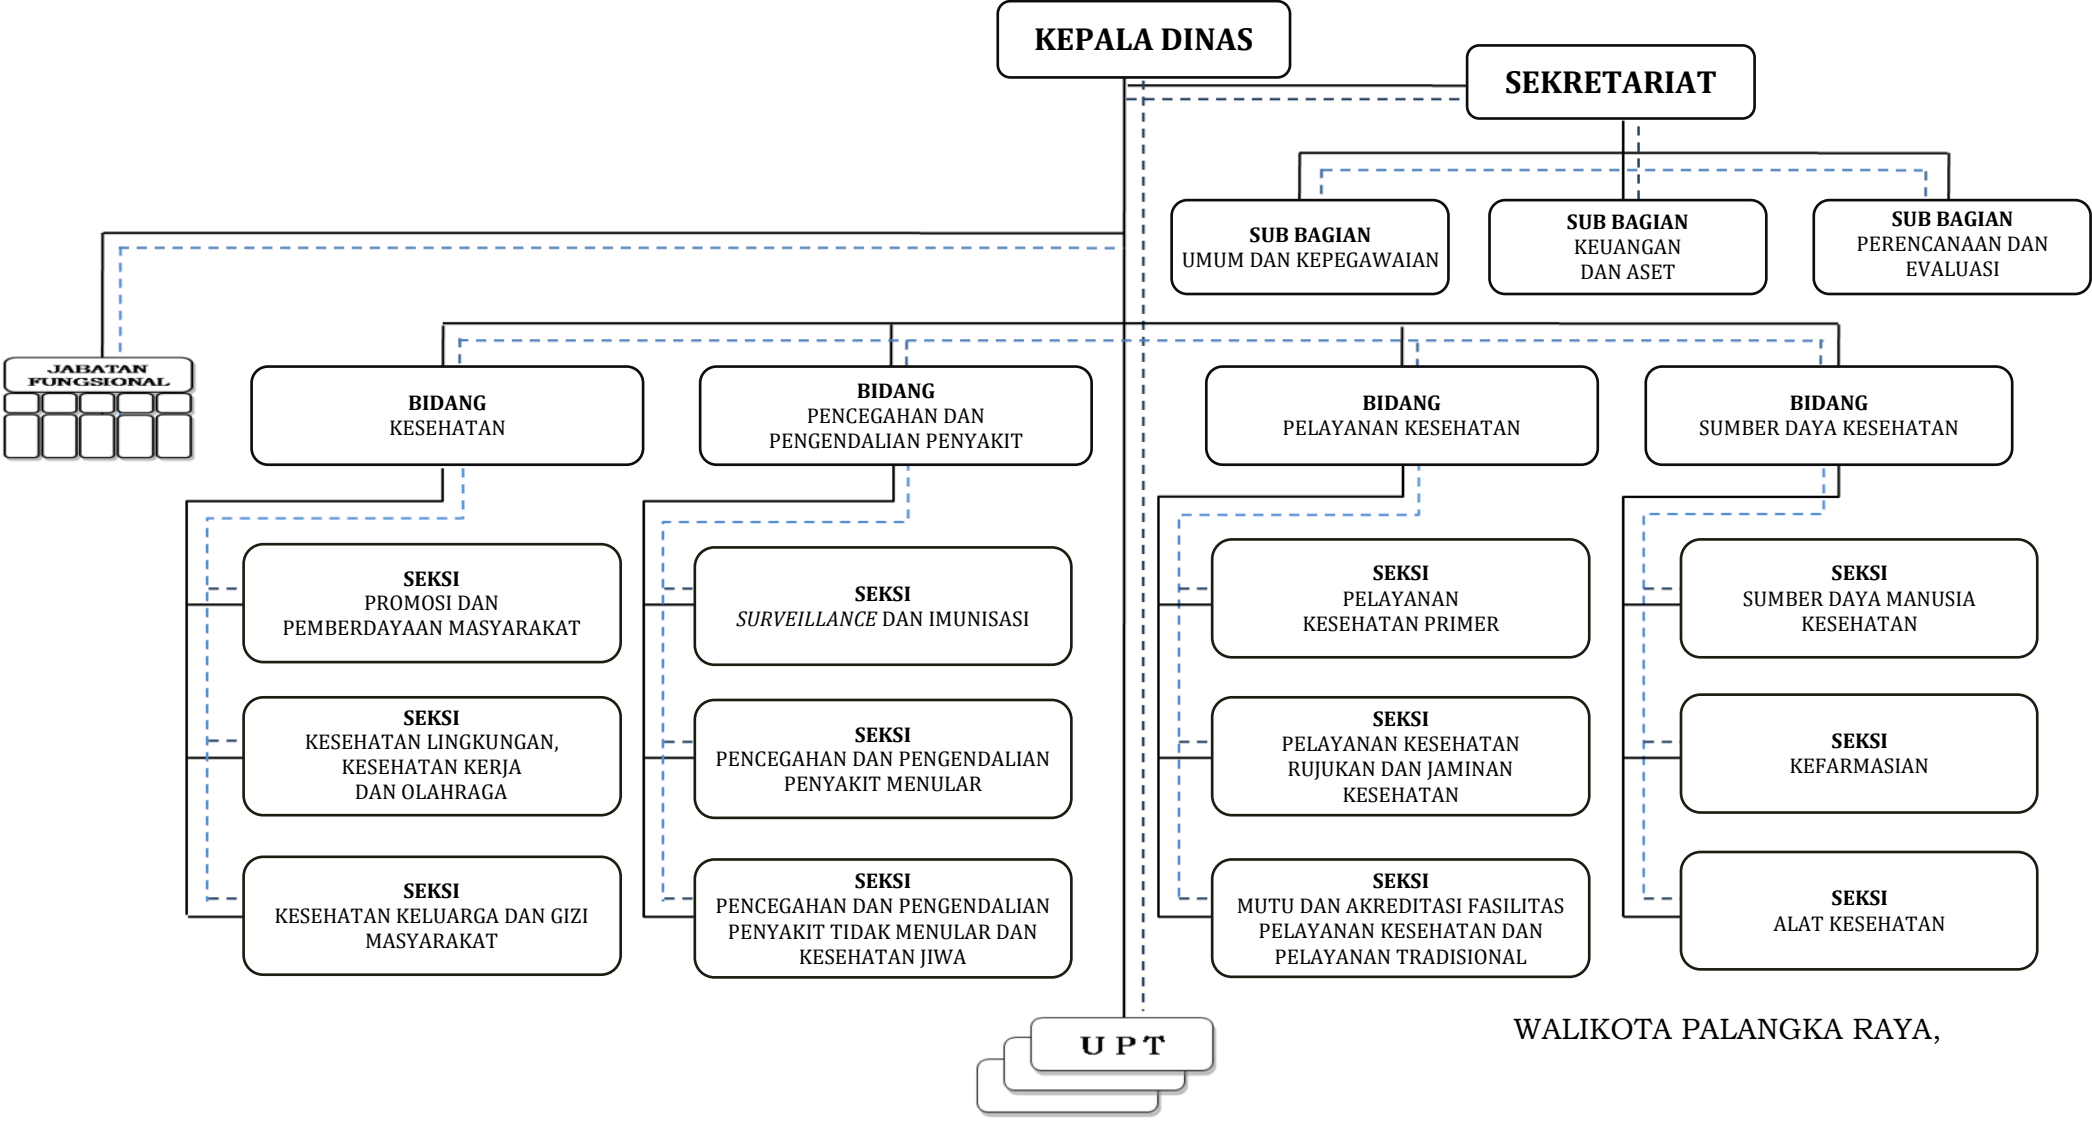 KEPALA DINAS
SEKRETARIAT
SUB BAGIAN
UMUM DAN KEPEGAWAIAN
SUB BAGIAN
KEUANGAN
DAN ASET
SUB BAGIAN
PERENCANAAN DAN
EVALUASI
JABATAN
FUNGSIONAL
BIDANG
KESEHATAN
BIDANG
PENCEGAHAN DAN
PENGENDALIAN PENYAKIT
BIDANG
PELAYANAN KESEHATAN
BIDANG
SUMBER DAYA KESEHATAN
SEKSI
PROMOSI DAN
PEMBERDAYAAN MASYARAKAT
SEKSI
SURVEILLANCE DAN IMUNISASI
SEKSI
PELAYANAN
KESEHATAN PRIMER
SEKSI
SUMBER DAYA MANUSIA
KESEHATAN
SEKSI
KESEHATAN LINGKUNGAN,
KESEHATAN KERJA
DAN OLAHRAGA
SEKSI
PENCEGAHAN DAN PENGENDALIAN
PENYAKIT MENULAR
SEKSI
PELAYANAN KESEHATAN
RUJUKAN DAN JAMINAN
KESEHATAN
SEKSI
KEFARMASIAN
SEKSI
KESEHATAN KELUARGA DAN GIZI
MASYARAKAT
SEKSI
PENCEGAHAN DAN PENGENDALIAN
PENYAKIT TIDAK MENULAR DAN
KESEHATAN JIWA
SEKSI
MUTU DAN AKREDITASI FASILITAS
PELAYANAN KESEHATAN DAN
PELAYANAN TRADISIONAL
SEKSI
ALAT KESEHATAN
WALIKOTA PALANGKA RAYA,
U P T